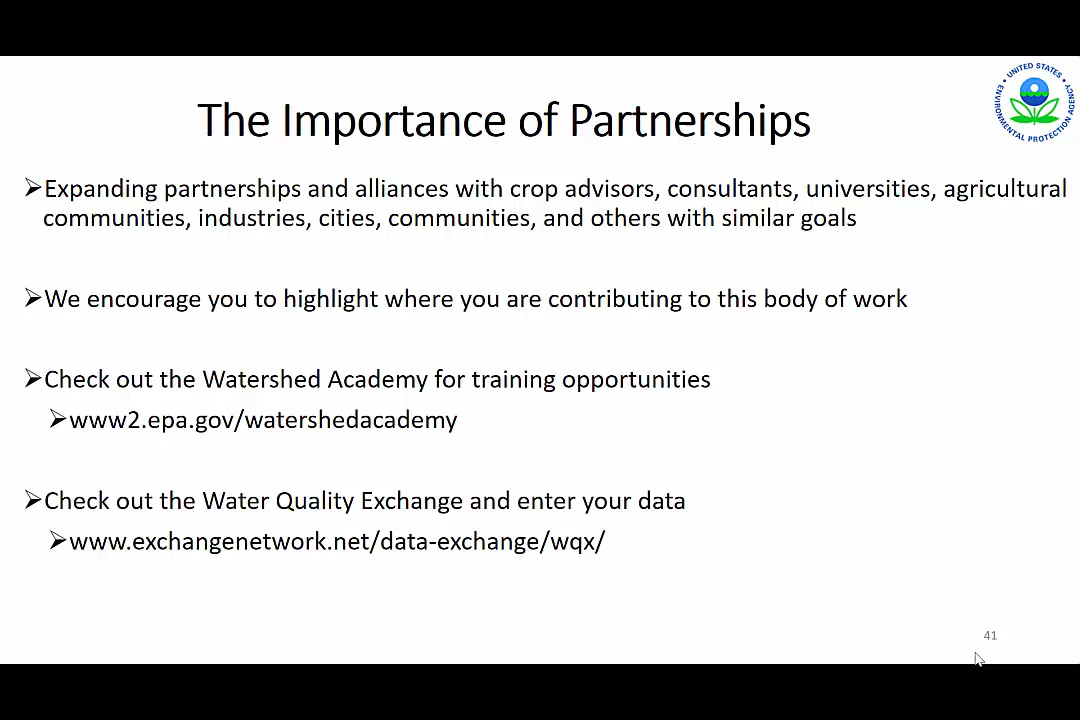 The Importance of Partnerships
UNITED STATES
ENVIRONMENTAL PROTECTION AGENCY
➢Expanding partnerships and alliances with crop advisors, consultants, universities, agricultural
communities, industries, cities, communities, and others with similar goals
➢We encourage you to highlight where you are contributing to this body of work
➢Check out the Watershed Academy for training opportunities
➢www2.epa.gov/watershedacademy
➢Check out the Water Quality Exchange and enter your data
➢www.exchangenetwork.net/data-exchange/wqx/
41